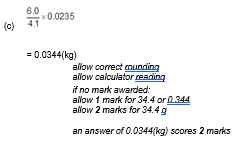 (c) 6.0/4.1 ×0.0235
= 0.0344(kg)
allow correct rounding
allow calculator reading
if no mark awarded:
allow 1 mark for 34.4 or 0.344
allow 2 marks for 34.4 g
an answer of 0.0344(kg) scores 2 marks